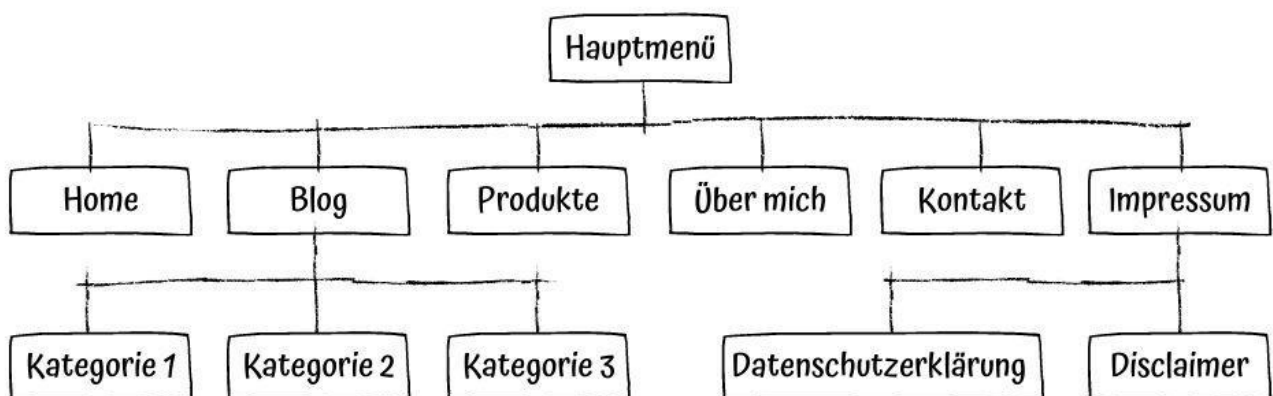 Hauptmenü
Home Blog Produkte Über mich Kontakt Impressum
Kategorie 1 Kategorie 2 Kategorie 3 Datenschutzerklärung Disclaimer